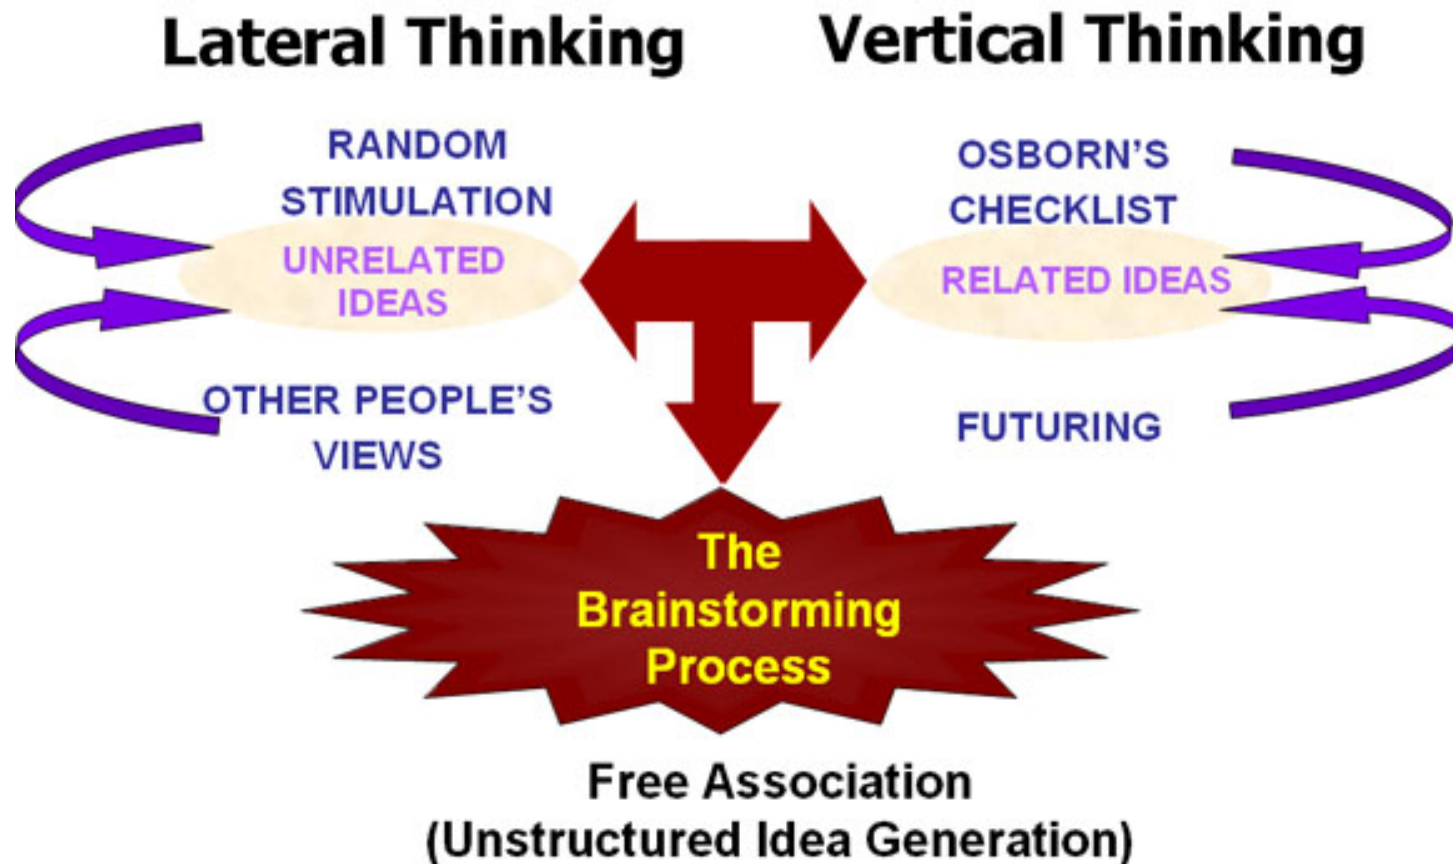 Lateral Thinking
Vertical Thinking
RANDOM
STIMULATION
UNRELATED
IDEAS
OTHER PEOPLE'S
VIEWS
OSBORN'S
CHECKLIST
RELATED IDEAS
FUTURING
The
Brainstorming
Process
Free Association
(Unstructured Idea Generation)